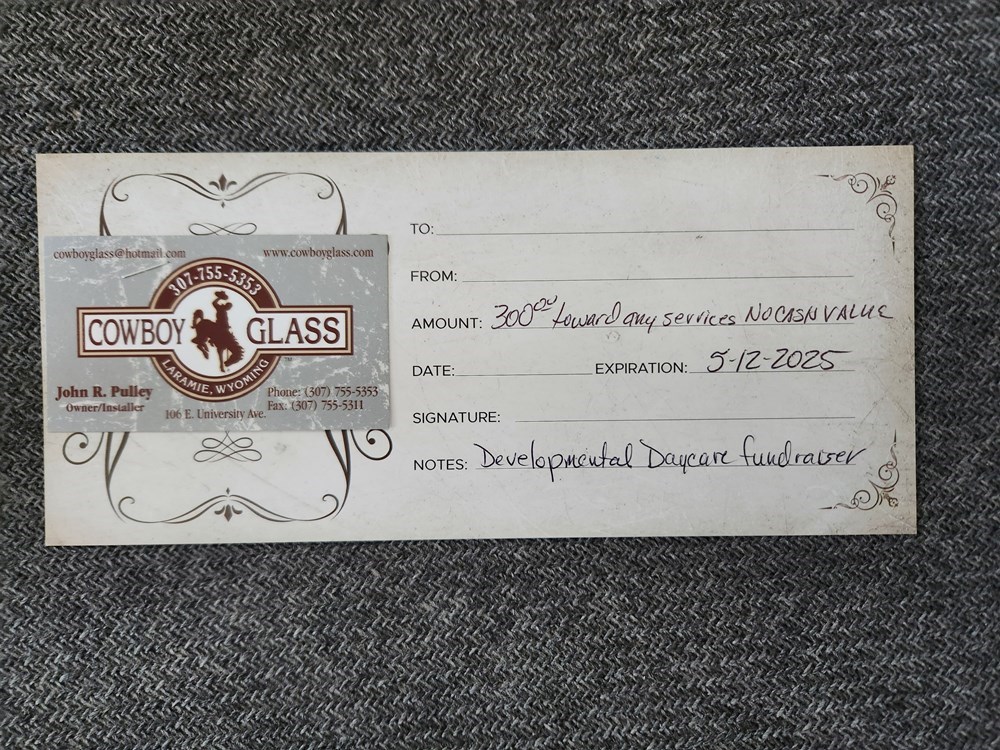 cowboyglass@hotmail.com www.cowboyglass.com
307-755-5353
COWBOY GLASS
LARAMIE, WYOMING
John R. Pulley
Owner/Installer
Phone: (307) 755-5353
Fax: (307) 755-5311
106 E. University Ave.
TO:
FROM:
AMOUNT: 300.00 toward any services NO CASH VALUE
DATE: EXPIRATION: 5-12-2025
SIGNATURE:
NOTES: Developmental Daycare fundraiser